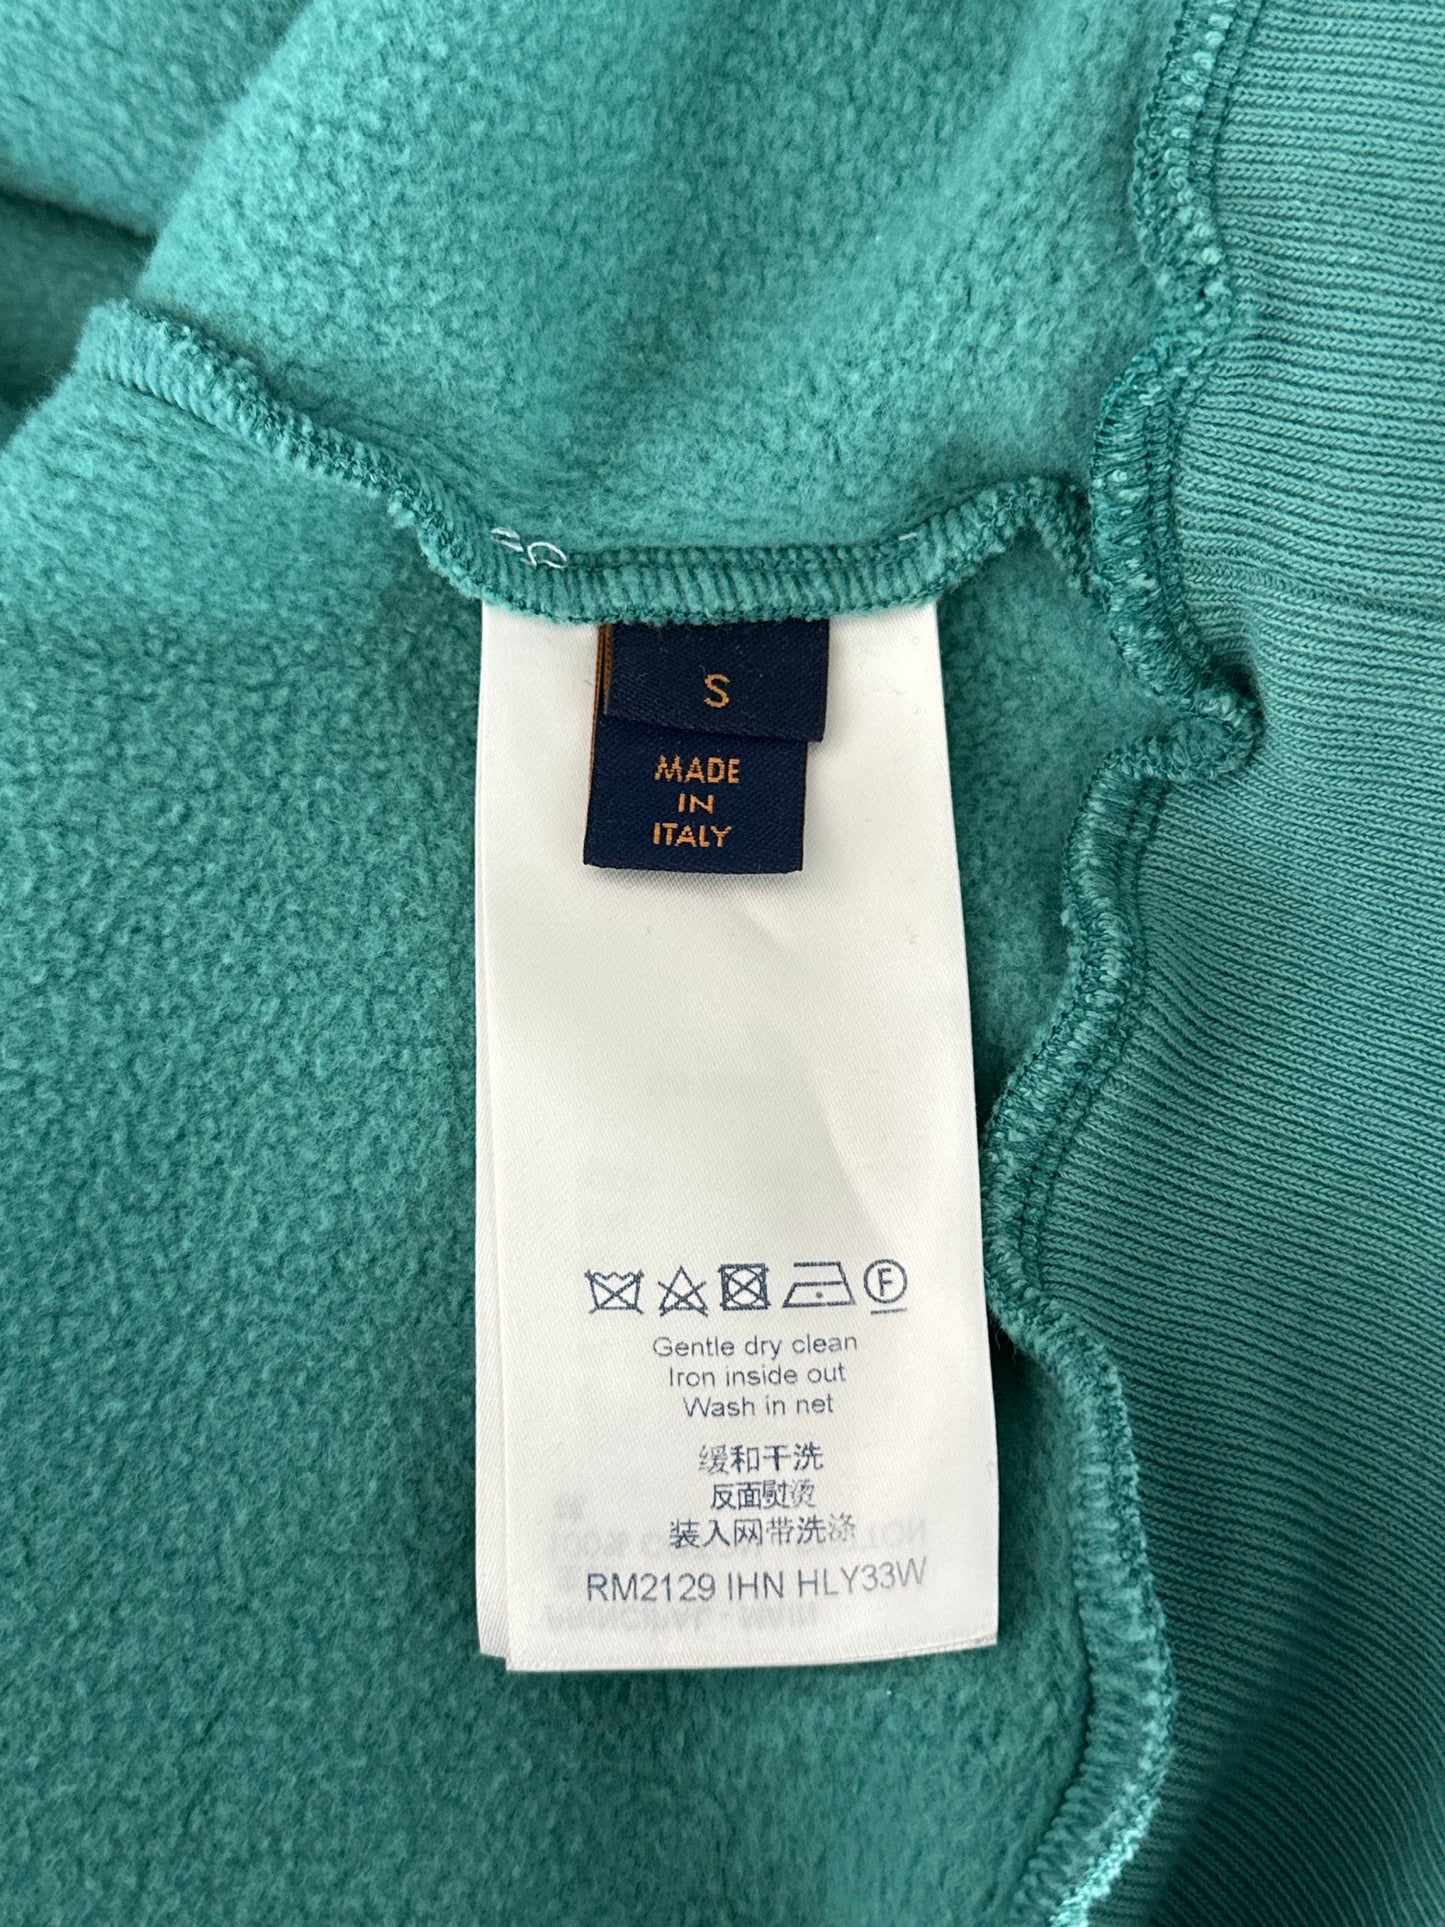 S
MADE
IN
ITALY
F
Gentle dry clean
Iron inside out
Wash in net
缓和干洗
反面熨烫
装入网带洗涤
RM2129 IHN HLY33W